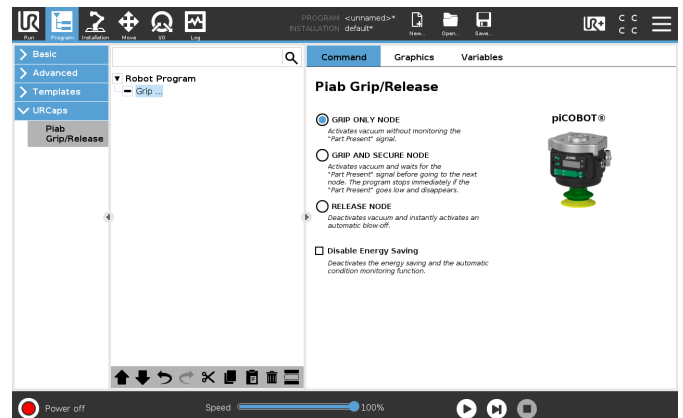 UR
PROGRAM <unnamed>*
INSTALLATION default*
Run
Program
Installation
Move
I/O
Log
New...
Open...
Save...
UR+
C C
C C
Basic
Advanced
Templates
URCaps
Piab
Grip/Release
Robot Program
Grip ...
Command
Graphics
Variables
Piab Grip/Release
GRIP ONLY NODE
Activates vacuum without monitoring the
"Part Present" signal.
GRIP AND SECURE NODE
Activates vacuum and waits for the
"Part Present" signal before going to the next
node. The program stops immediately if the
"Part Present" goes low and disappears.
RELEASE NODE
Deactivates vacuum and instantly activates an
automatic blow-off.
Disable Energy Saving
Deactivates the energy saving and the automatic
condition monitoring function.
piCOBOT®
Power off
Speed
100%